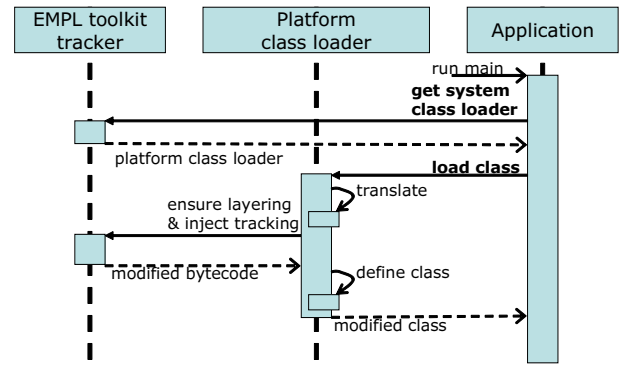 EMPL toolkit
tracker
Platform
class loader
Application
run main
get system
class loader
platform class loader
load class
translate
ensure layering
& inject tracking
modified bytecode
define class
modified class